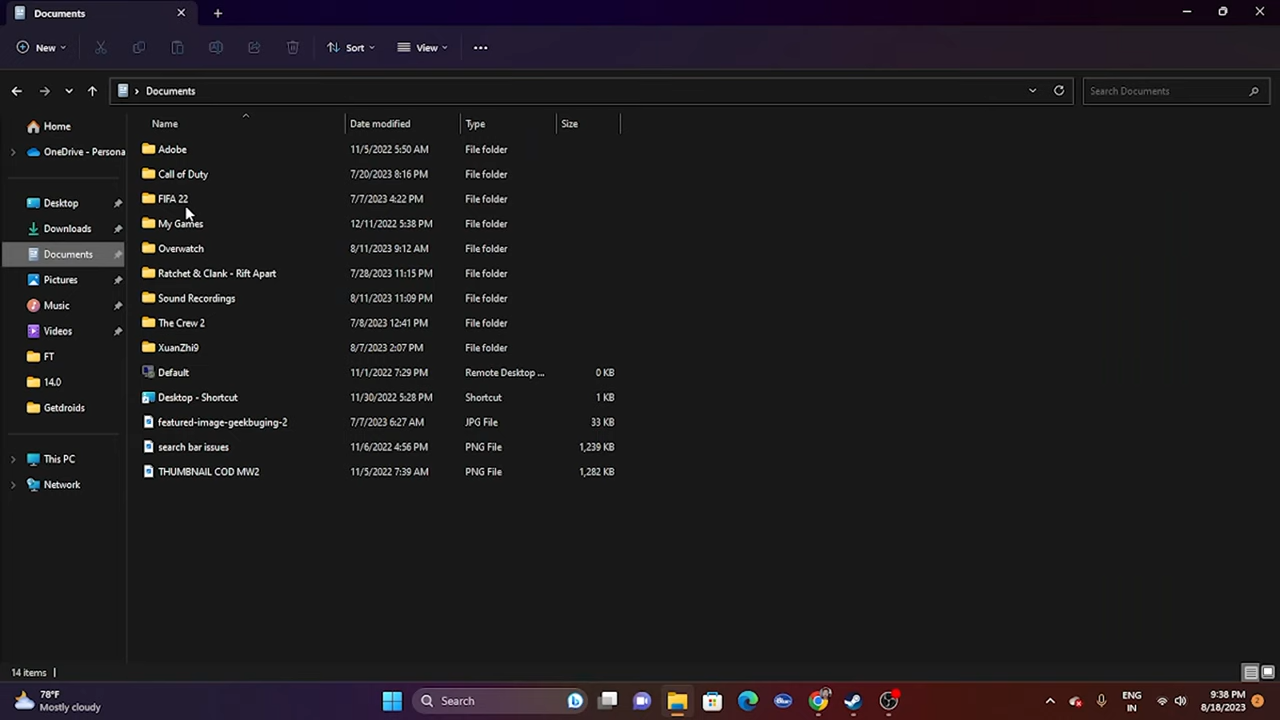 Documents
New Sort View
Documents Search Documents
Name Date modified Type Size
Home
OneDrive - Persona
Desktop
Downloads
Documents
Pictures
Music
Videos
FT
14.0
Getdroids
This PC
Network
Adobe 11/5/2022 5:50 AM File folder
Call of Duty 7/20/2023 8:16 PM File folder
FIFA 22 7/7/2023 4:22 PM File folder
My Games 12/11/2022 5:38 PM File folder
Overwatch 8/11/2023 9:12 AM File folder
Ratchet & Clank - Rift Apart 7/28/2023 11:15 PM File folder
Sound Recordings 8/11/2023 11:09 PM File folder
The Crew 2 7/8/2023 12:41 PM File folder
XuanZhi9 8/7/2023 2:07 PM File folder
Default 11/1/2022 7:29 PM Remote Desktop ... 0 KB
Desktop - Shortcut 11/30/2022 5:28 PM Shortcut 1 KB
featured-image-geekbuging-2 7/7/2023 6:27 AM JPG File 33 KB
search bar issues 11/6/2022 4:56 PM PNG File 1,239 KB
THUMBNAIL COD MW2 11/5/2022 7:39 AM PNG File 1,282 KB
14 items
78°F
Mostly cloudy
Search
ENG
IN
9:38 PM
8/18/2023
2